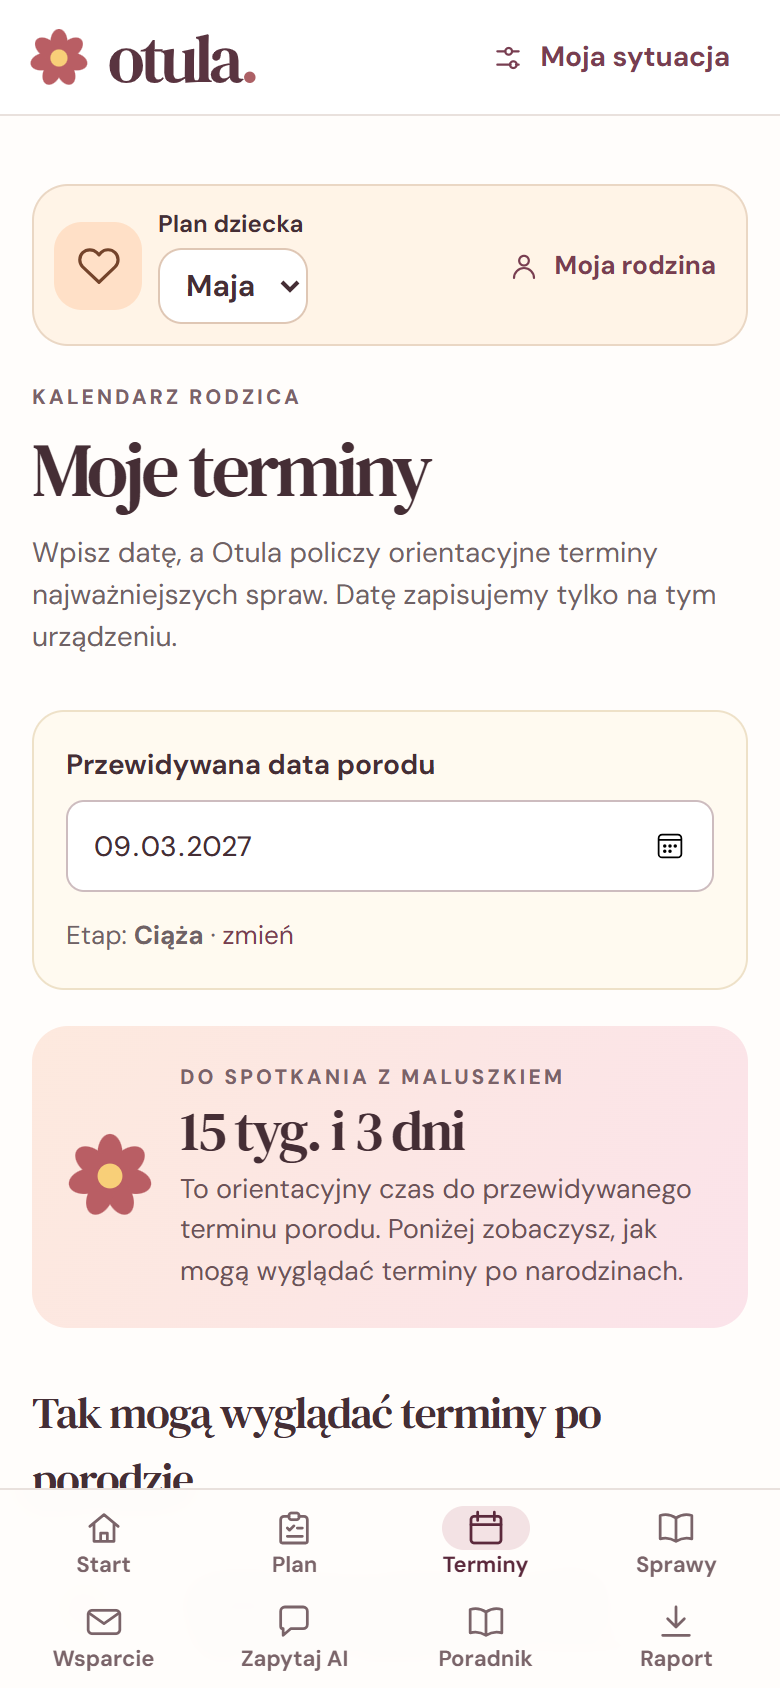 otula.
Moja sytuacja
Plan dziecka
Maja
Moja rodzina
KALENDARZ RODZICA
Moje terminy
Wpisz datę, a Otula policzy orientacyjne terminy
najważniejszych spraw. Datę zapisujemy tylko na tym
urządzeniu.
Przewidywana data porodu
09.03.2027
Etap: Ciąża · zmień
DO SPOTKANIA Z MALUSZKIEM
15 tyg. i 3 dni
To orientacyjny czas do przewidywanego
terminu porodu. Poniżej zobaczysz, jak
mogą wyglądać terminy po narodzinach.
Tak mogą wyglądać terminy po
porodzie
Start
Plan
Terminy
Sprawy
Wsparcie
Zapytaj AI
Poradnik
Raport